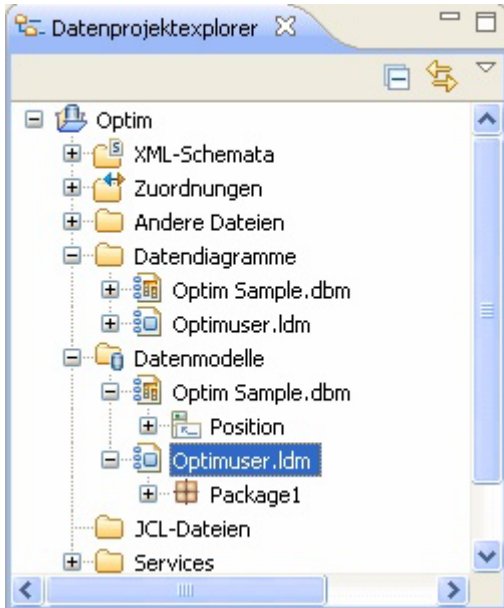 Datenprojektexplorer
Optim
XML-Schemata
Zuordnungen
Andere Dateien
Datendiagramme
Optim Sample.dbm
Optimuser.ldm
Datenmodelle
Optim Sample.dbm
Position
Optimuser.ldm
Package1
JCL-Dateien
Services